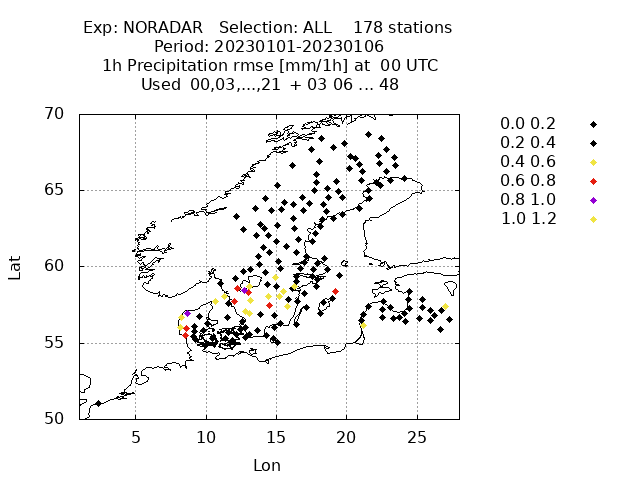 Exp: NORADAR   Selection: ALL    178 stations
Period: 20230101-20230106
1h Precipitation rmse [mm/1h] at  00 UTC
Used  00,03,...,21  + 03 06 ... 48
70
65
60
55
50
Lat
5 10 15 20 25
Lon
0.0 0.2
0.2 0.4
0.4 0.6
0.6 0.8
0.8 1.0
1.0 1.2